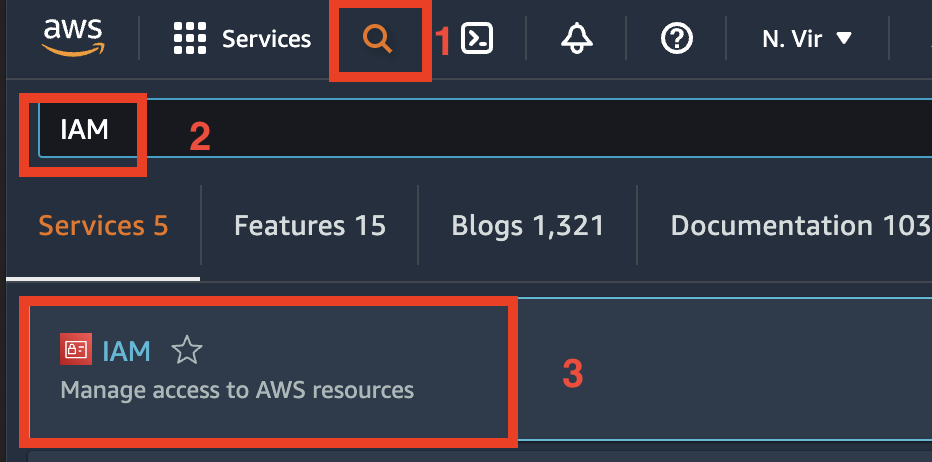 aws Services 1 N. Vir
IAM 2
Services 5 Features 15 Blogs 1,321 Documentation 103
IAM
Manage access to AWS resources 3